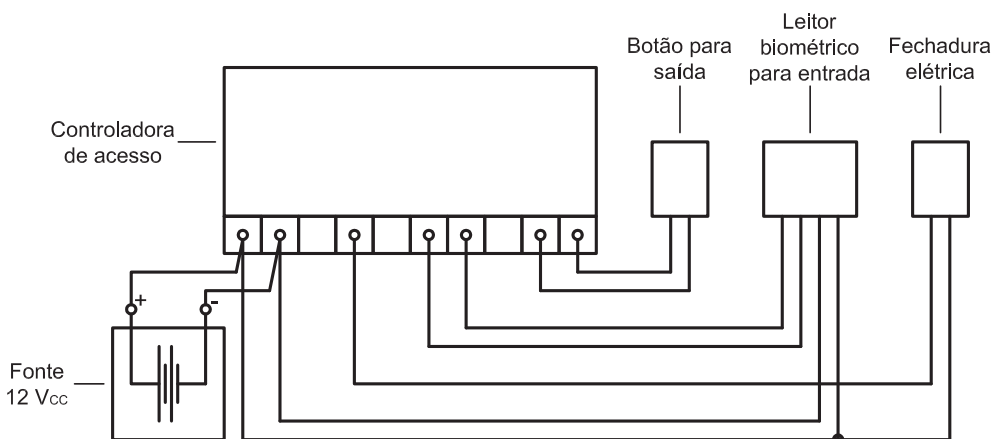 Botão para
saída
Leitor
biométrico
para entrada
Fechadura
elétrica
Controladora
de acesso
+
-
Fonte
12 Vcc